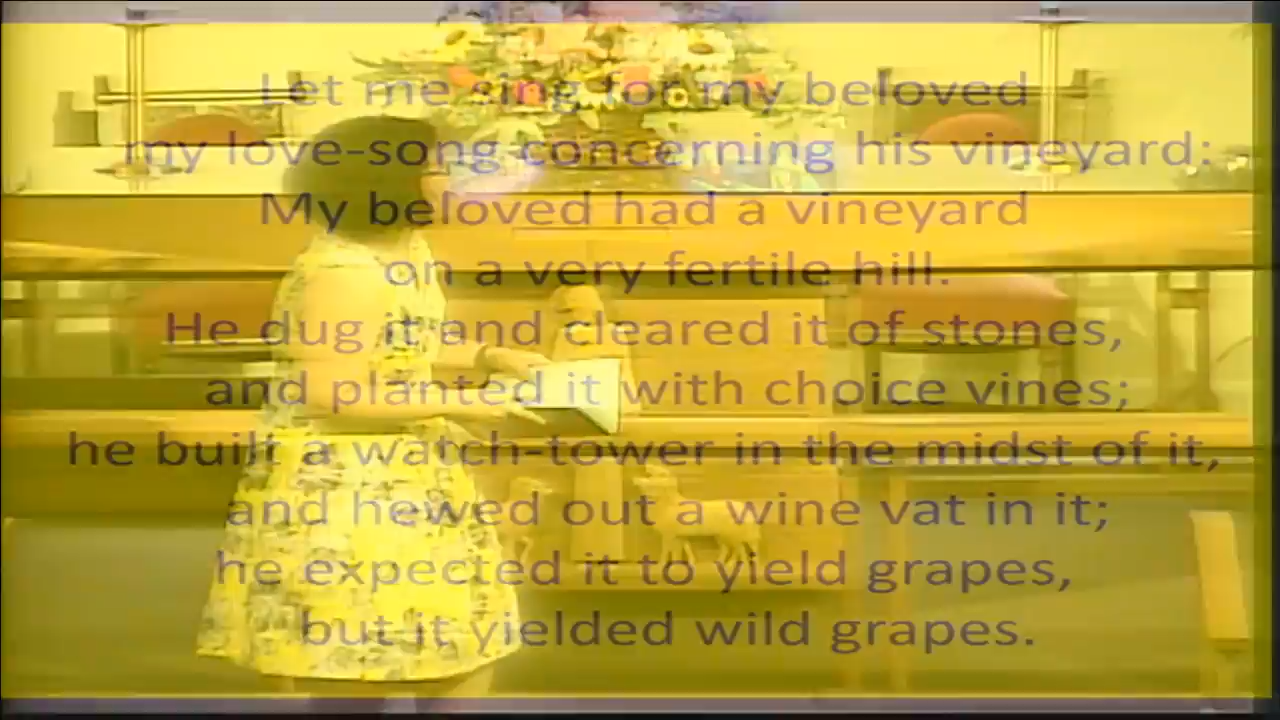 Let me sing for my beloved
my love-song concerning his vineyard:
My beloved had a vineyard
on a very fertile hill.
He dug it and cleared it of stones,
and planted it with choice vines;
he built a watch-tower in the midst of it,
and hewed out a wine vat in it;
he expected it to yield grapes,
but it yielded wild grapes.